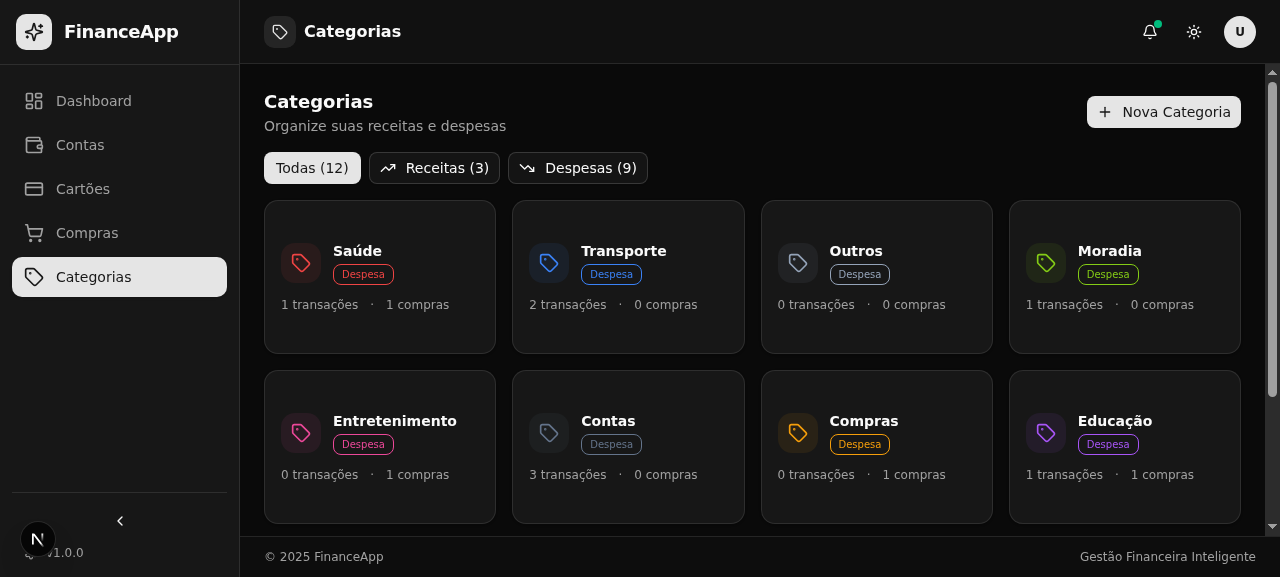 FinanceApp
Dashboard
Contas
Cartões
Compras
Categorias
v1.0.0
Categorias
U
Categorias
Organize suas receitas e despesas
Nova Categoria
Todas (12)
Receitas (3)
Despesas (9)
Saúde
Despesa
1 transações · 1 compras
Transporte
Despesa
2 transações · 0 compras
Outros
Despesa
0 transações · 0 compras
Moradia
Despesa
1 transações · 0 compras
Entretenimento
Despesa
0 transações · 1 compras
Contas
Despesa
3 transações · 0 compras
Compras
Despesa
0 transações · 1 compras
Educação
Despesa
1 transações · 1 compras
© 2025 FinanceApp
Gestão Financeira Inteligente